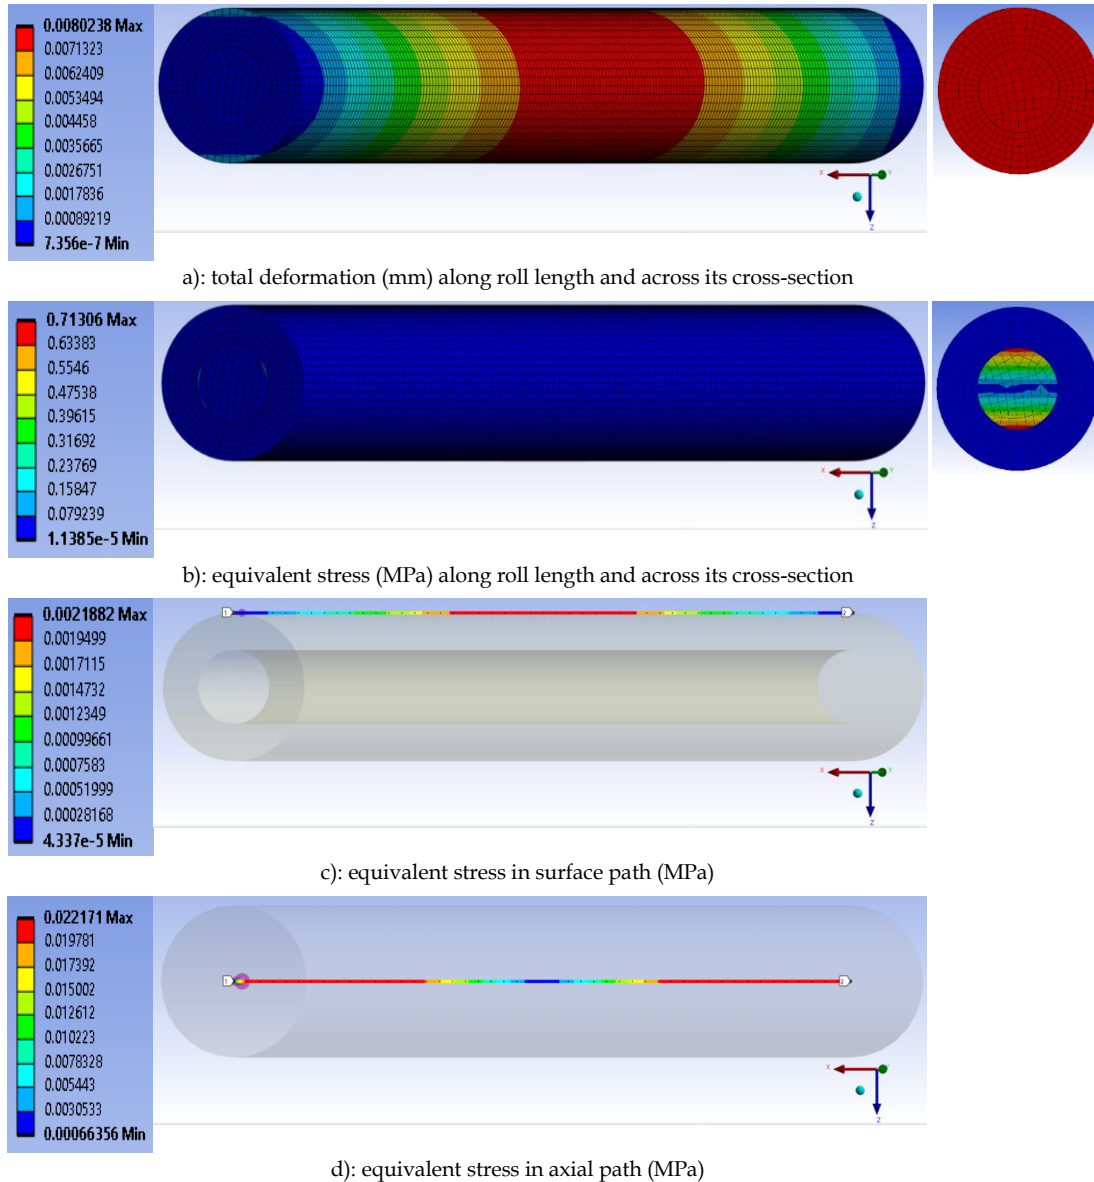 0.0080238 Max
0.0071323
0.0062409
0.0053494
0.004458
0.0035665
0.0026751
0.0017836
0.00089219
7.356e-7 Min
X
Y
Z
a): total deformation (mm) along roll length and across its cross-section
0.71306 Max
0.63383
0.5546
0.47538
0.39615
0.31692
0.23769
0.15847
0.079239
1.1385e-5 Min
X
Y
Z
b): equivalent stress (MPa) along roll length and across its cross-section
0.0021882 Max
0.0019499
0.0017115
0.0014732
0.0012349
0.00099661
0.0007583
0.00051999
0.00028168
4.337e-5 Min
1
2
X
Y
Z
c): equivalent stress in surface path (MPa)
0.022171 Max
0.019781
0.017392
0.015002
0.012612
0.010223
0.0078328
0.005443
0.0030533
0.00066356 Min
1
2
X
Y
Z
d): equivalent stress in axial path (MPa)